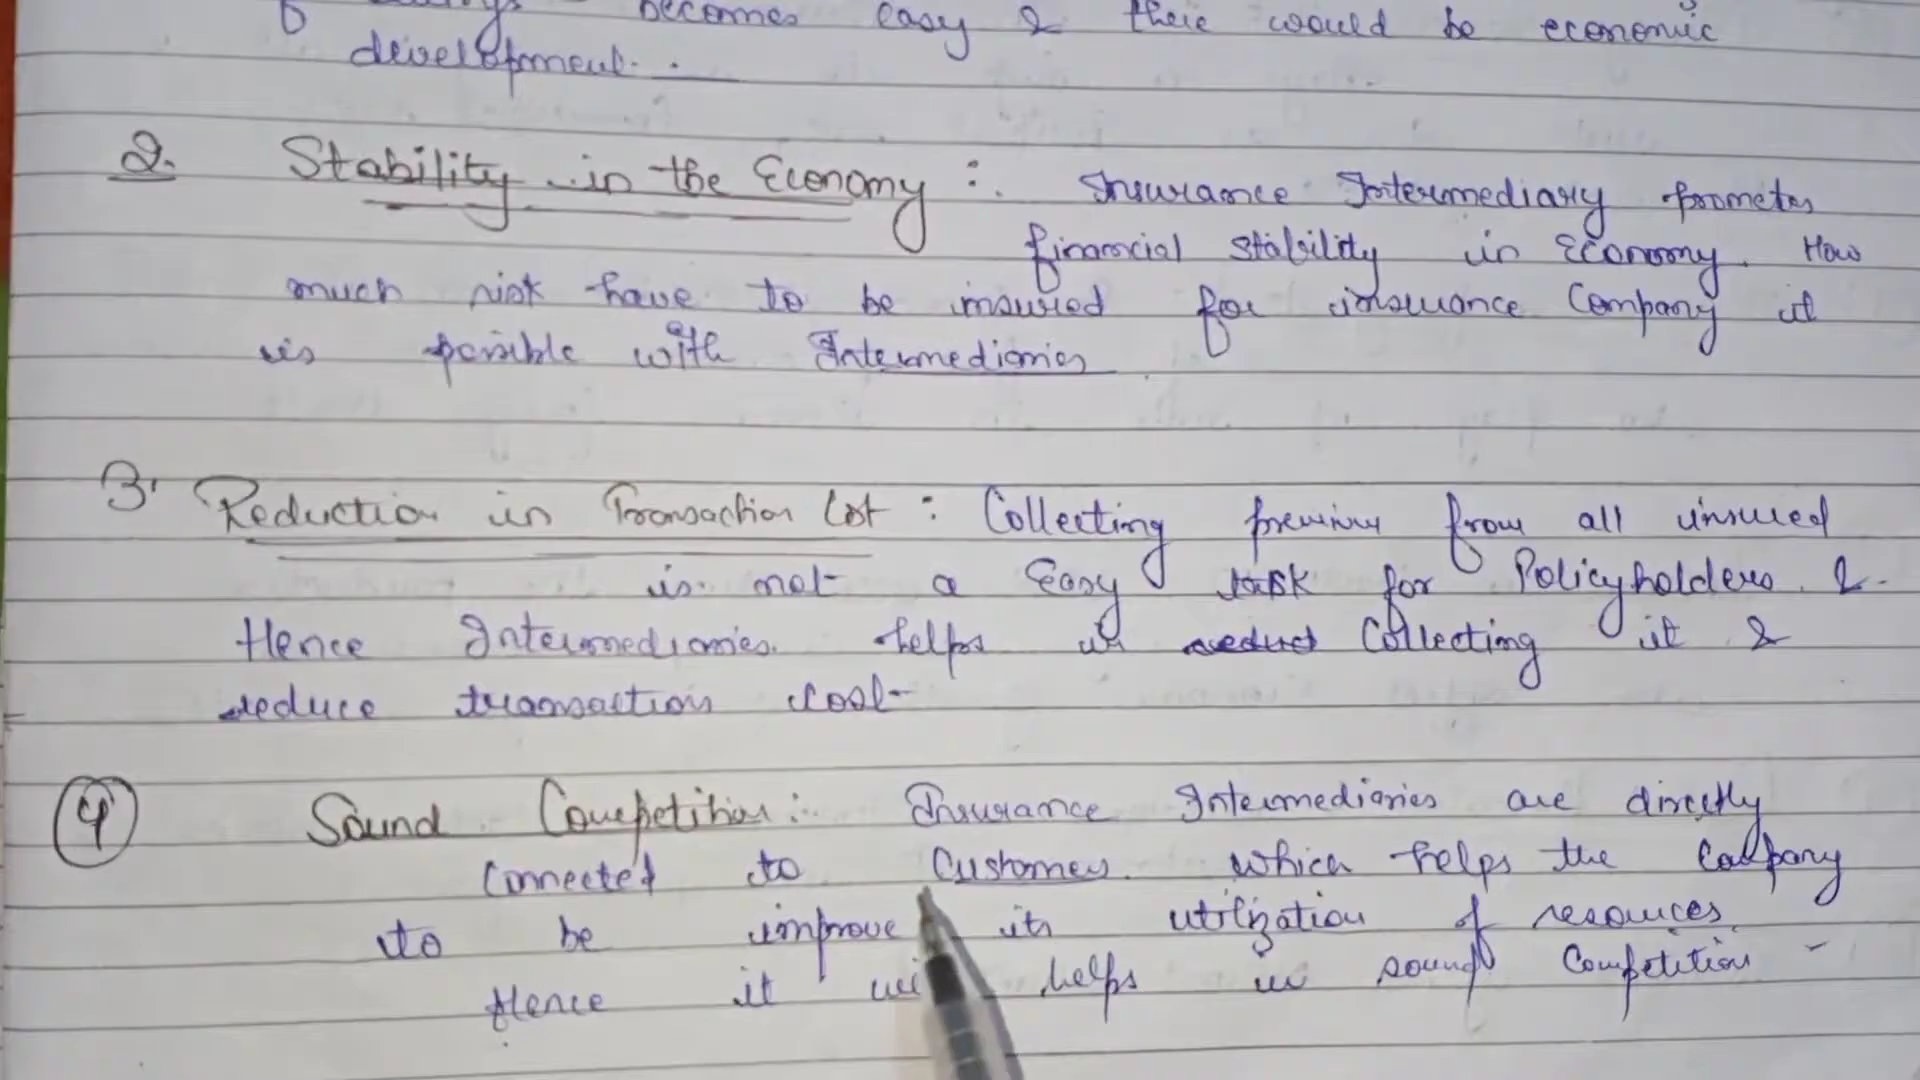 becomes easy & there would be economic
development.
2. Stability in the Economy :. Insurance Intermediary prometes
financial stability in Economy. How
much risk have to be insured for insurance Company it
is possible with Intermediaries
3. Reduction in Transaction Cost : Collecting premium from all insured
is not a Easy task for Policyholders. &
Hence Intermediaries. helps in Collecting it & 
reduce transaction cost-
4 Sound Competition:. Insurance Intermediaries are directly
Connected to Customers. which helps the Company
to be improve its utilization of resources
Hence it helps in sound Competition -